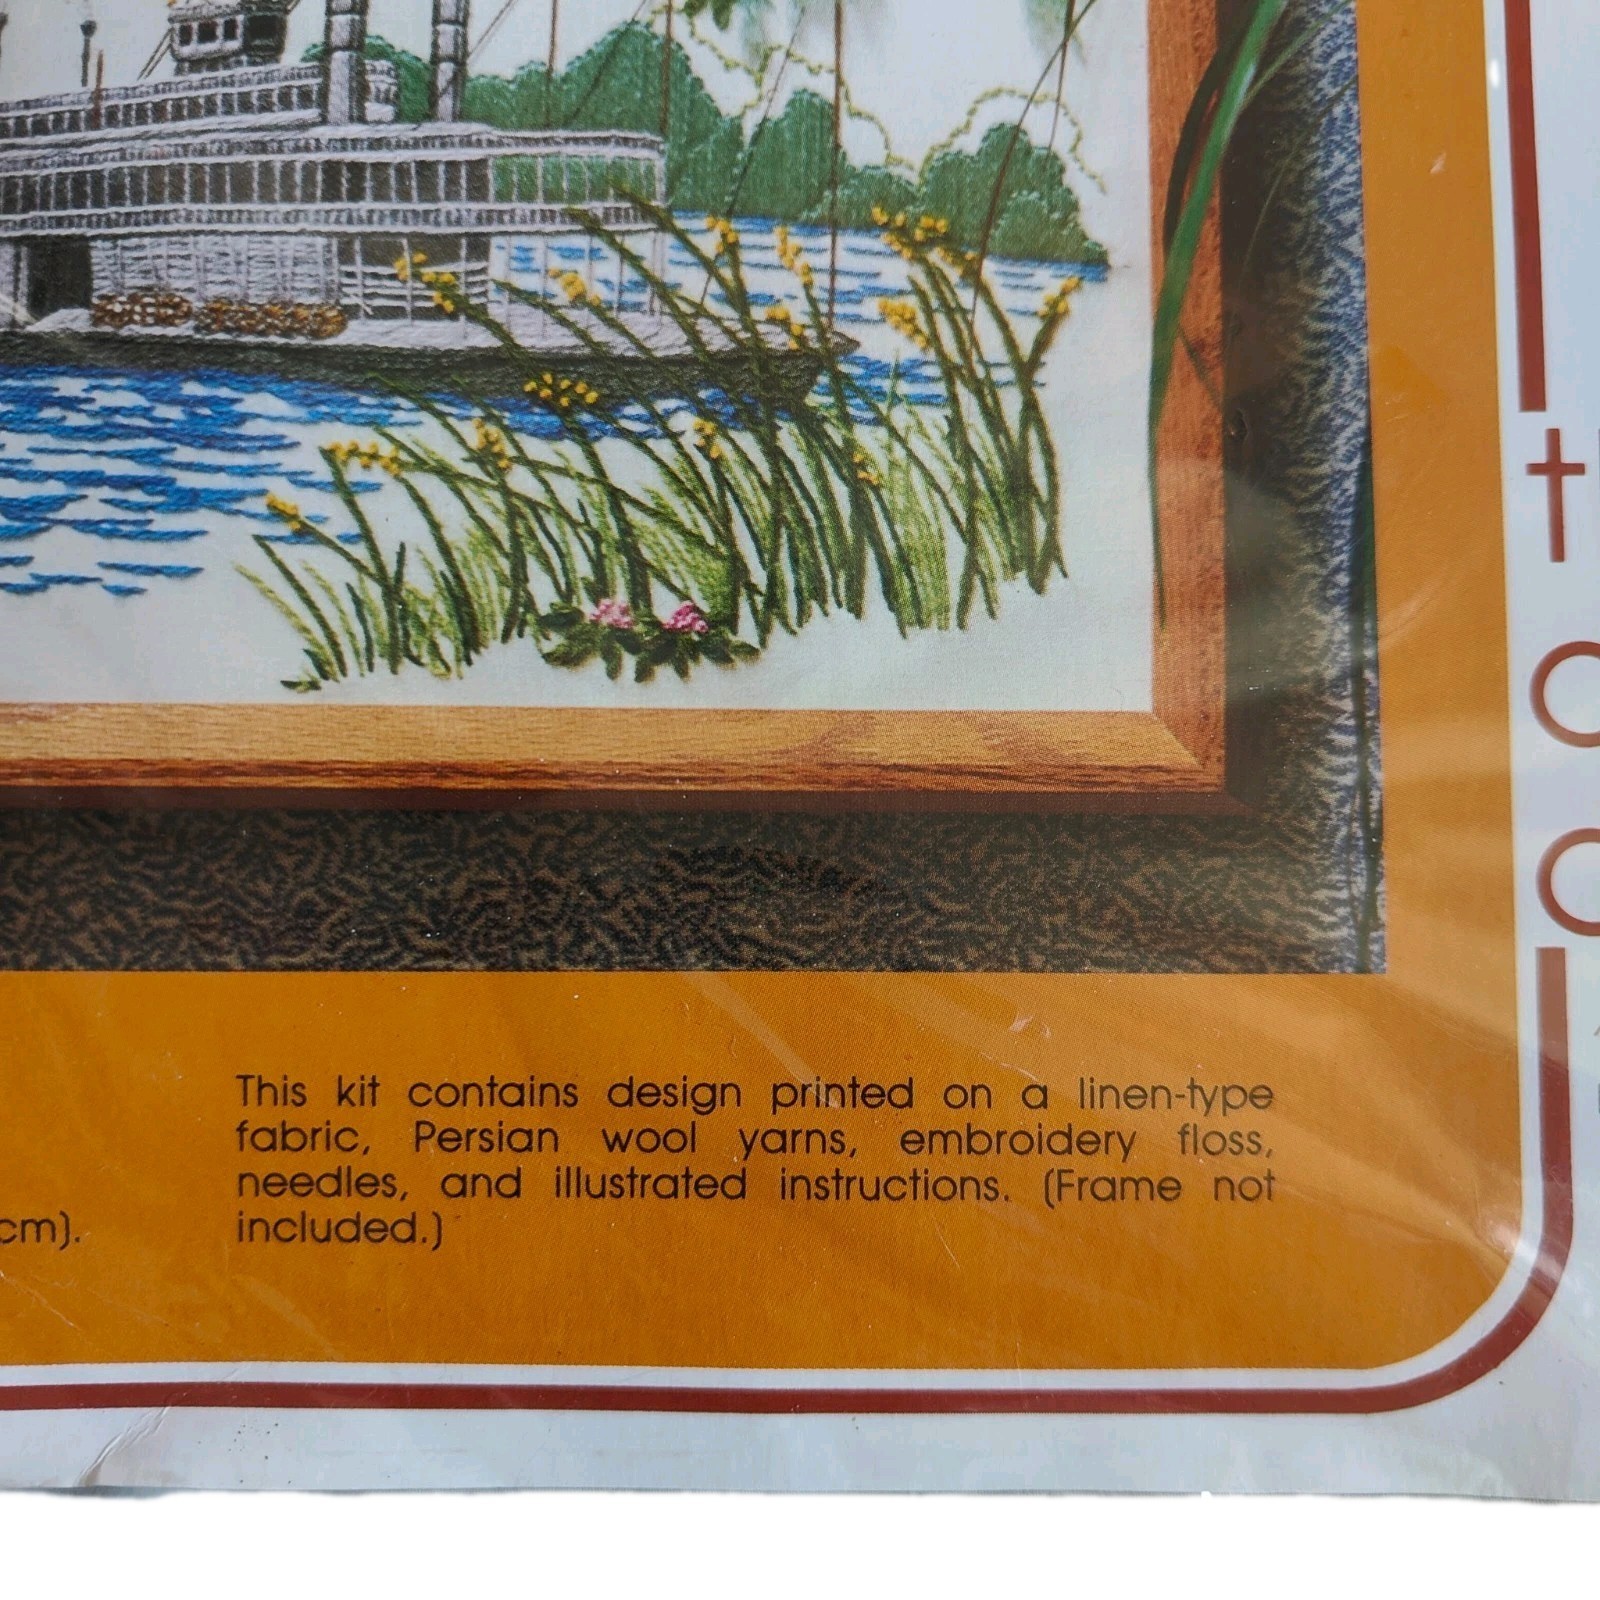 This kit contains design printed on a linen-type
fabric, Persian wool yarns, embroidery floss,
needles, and illustrated instructions. (Frame not
cm). included.)
t